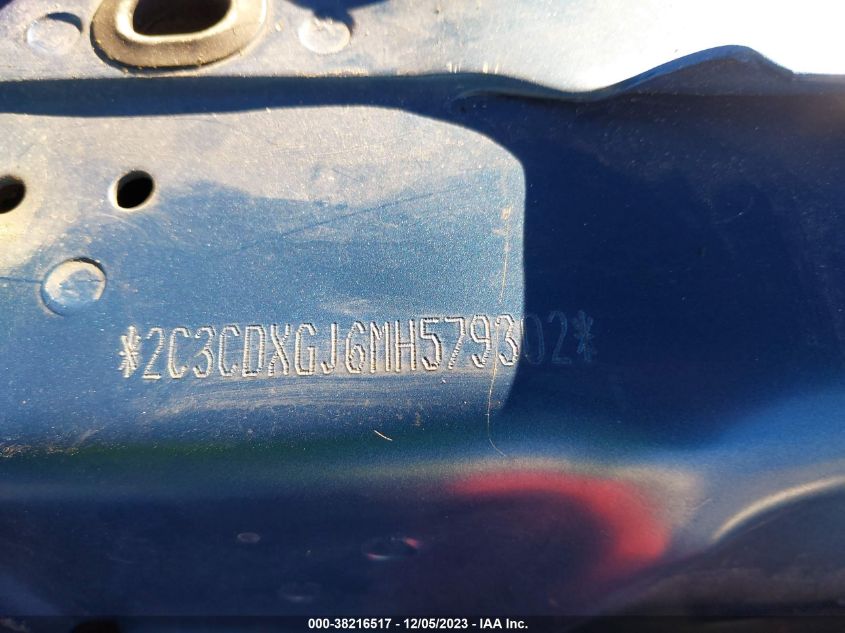 *2C3CDXGJ6MH579302*
000-38216517 - 12/05/2023 - IAA Inc.